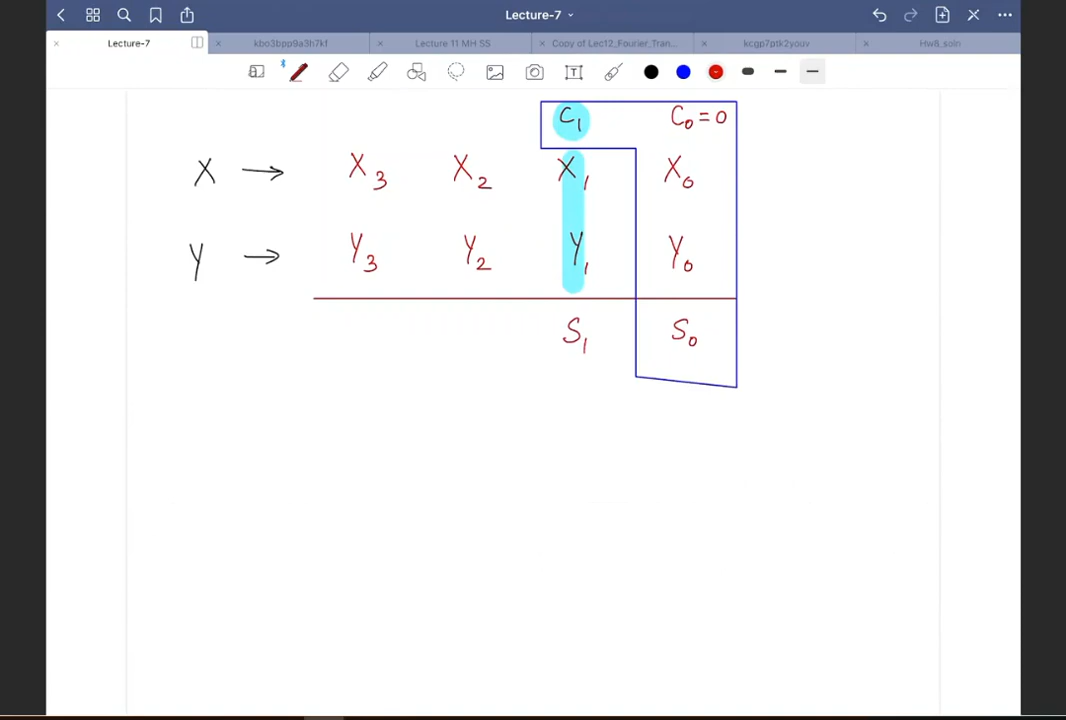 Lecture-7
Lecture-7 kbo3bpp9a3h7kf Lecture 11 MH SS Copy of Lec12_Fourier_Tran... kcgp7ptk2youv Hw8_soln
T
C₁ C₀ = 0
X → X₃ X₂ X₁ X₀
Y → Y₃ Y₂ Y₁ Y₀
S₁ S₀